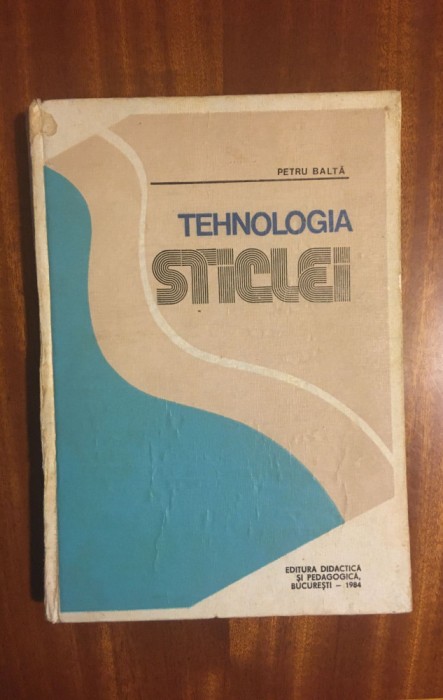 PETRU BALTĂ
TEHNOLOGIA
STICLEI
EDITURA DIDACTICĂ
ȘI PEDAGOGICĂ,
BUCUREȘTI – 1984